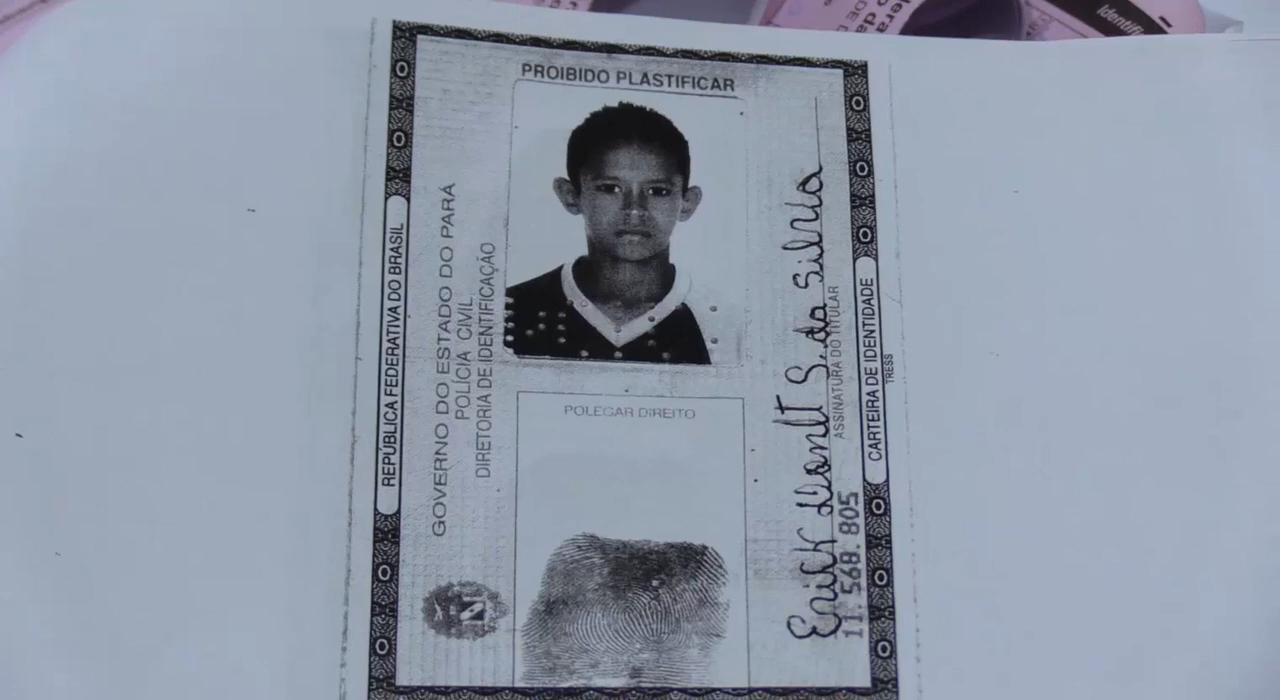 PROIBIDO PLASTIFICAR
REPÚBLICA FEDERATIVA DO BRASIL
GOVERNO DO ESTADO DO PARÁ
POLÍCIA CIVIL
DIRETORIA DE IDENTIFICAÇÃO
POLEGAR DIREITO
S. da Silva
ASSINATURA DO TITULAR
11.568.805
CARTEIRA DE IDENTIDADE
TRESS